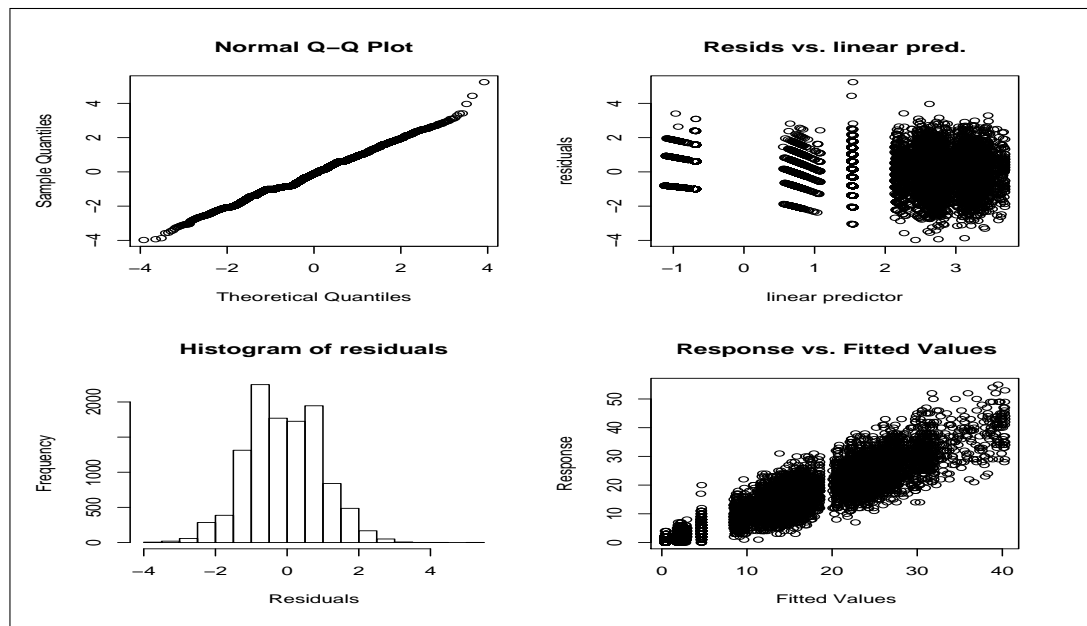 Normal Q−Q Plot
Sample Quantiles
4
2
0
−2
−4
−4 −2 0 2 4
Theoretical Quantiles
Resids vs. linear pred.
residuals
4
2
0
−2
−4
−1 0 1 2 3
linear predictor
Histogram of residuals
Frequency
2000
1000
500
0
−4 −2 0 2 4
Residuals
Response vs. Fitted Values
Response
50
40
30
20
10
0
0 10 20 30 40
Fitted Values